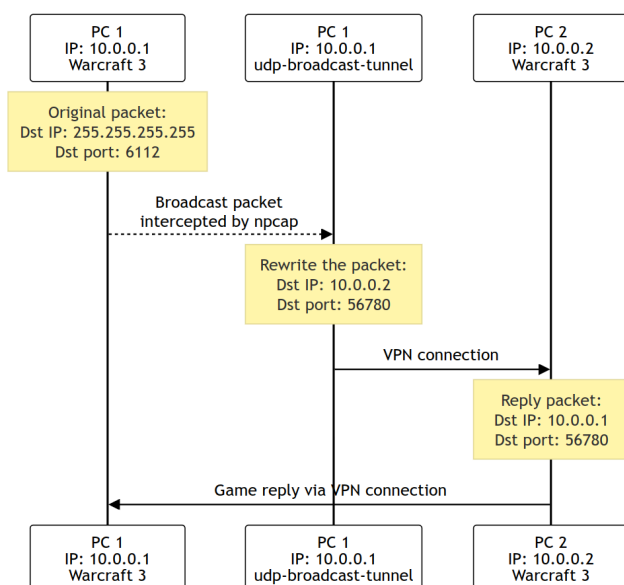 PC 1
IP: 10.0.0.1
Warcraft 3
PC 1
IP: 10.0.0.1
udp-broadcast-tunnel
PC 2
IP: 10.0.0.2
Warcraft 3
Original packet:
Dst IP: 255.255.255.255
Dst port: 6112
Broadcast packet
intercepted by npcap
Rewrite the packet:
Dst IP: 10.0.0.2
Dst port: 56780
VPN connection
Reply packet:
Dst IP: 10.0.0.1
Dst port: 56780
Game reply via VPN connection
PC 1
IP: 10.0.0.1
Warcraft 3
PC 1
IP: 10.0.0.1
udp-broadcast-tunnel
PC 2
IP: 10.0.0.2
Warcraft 3